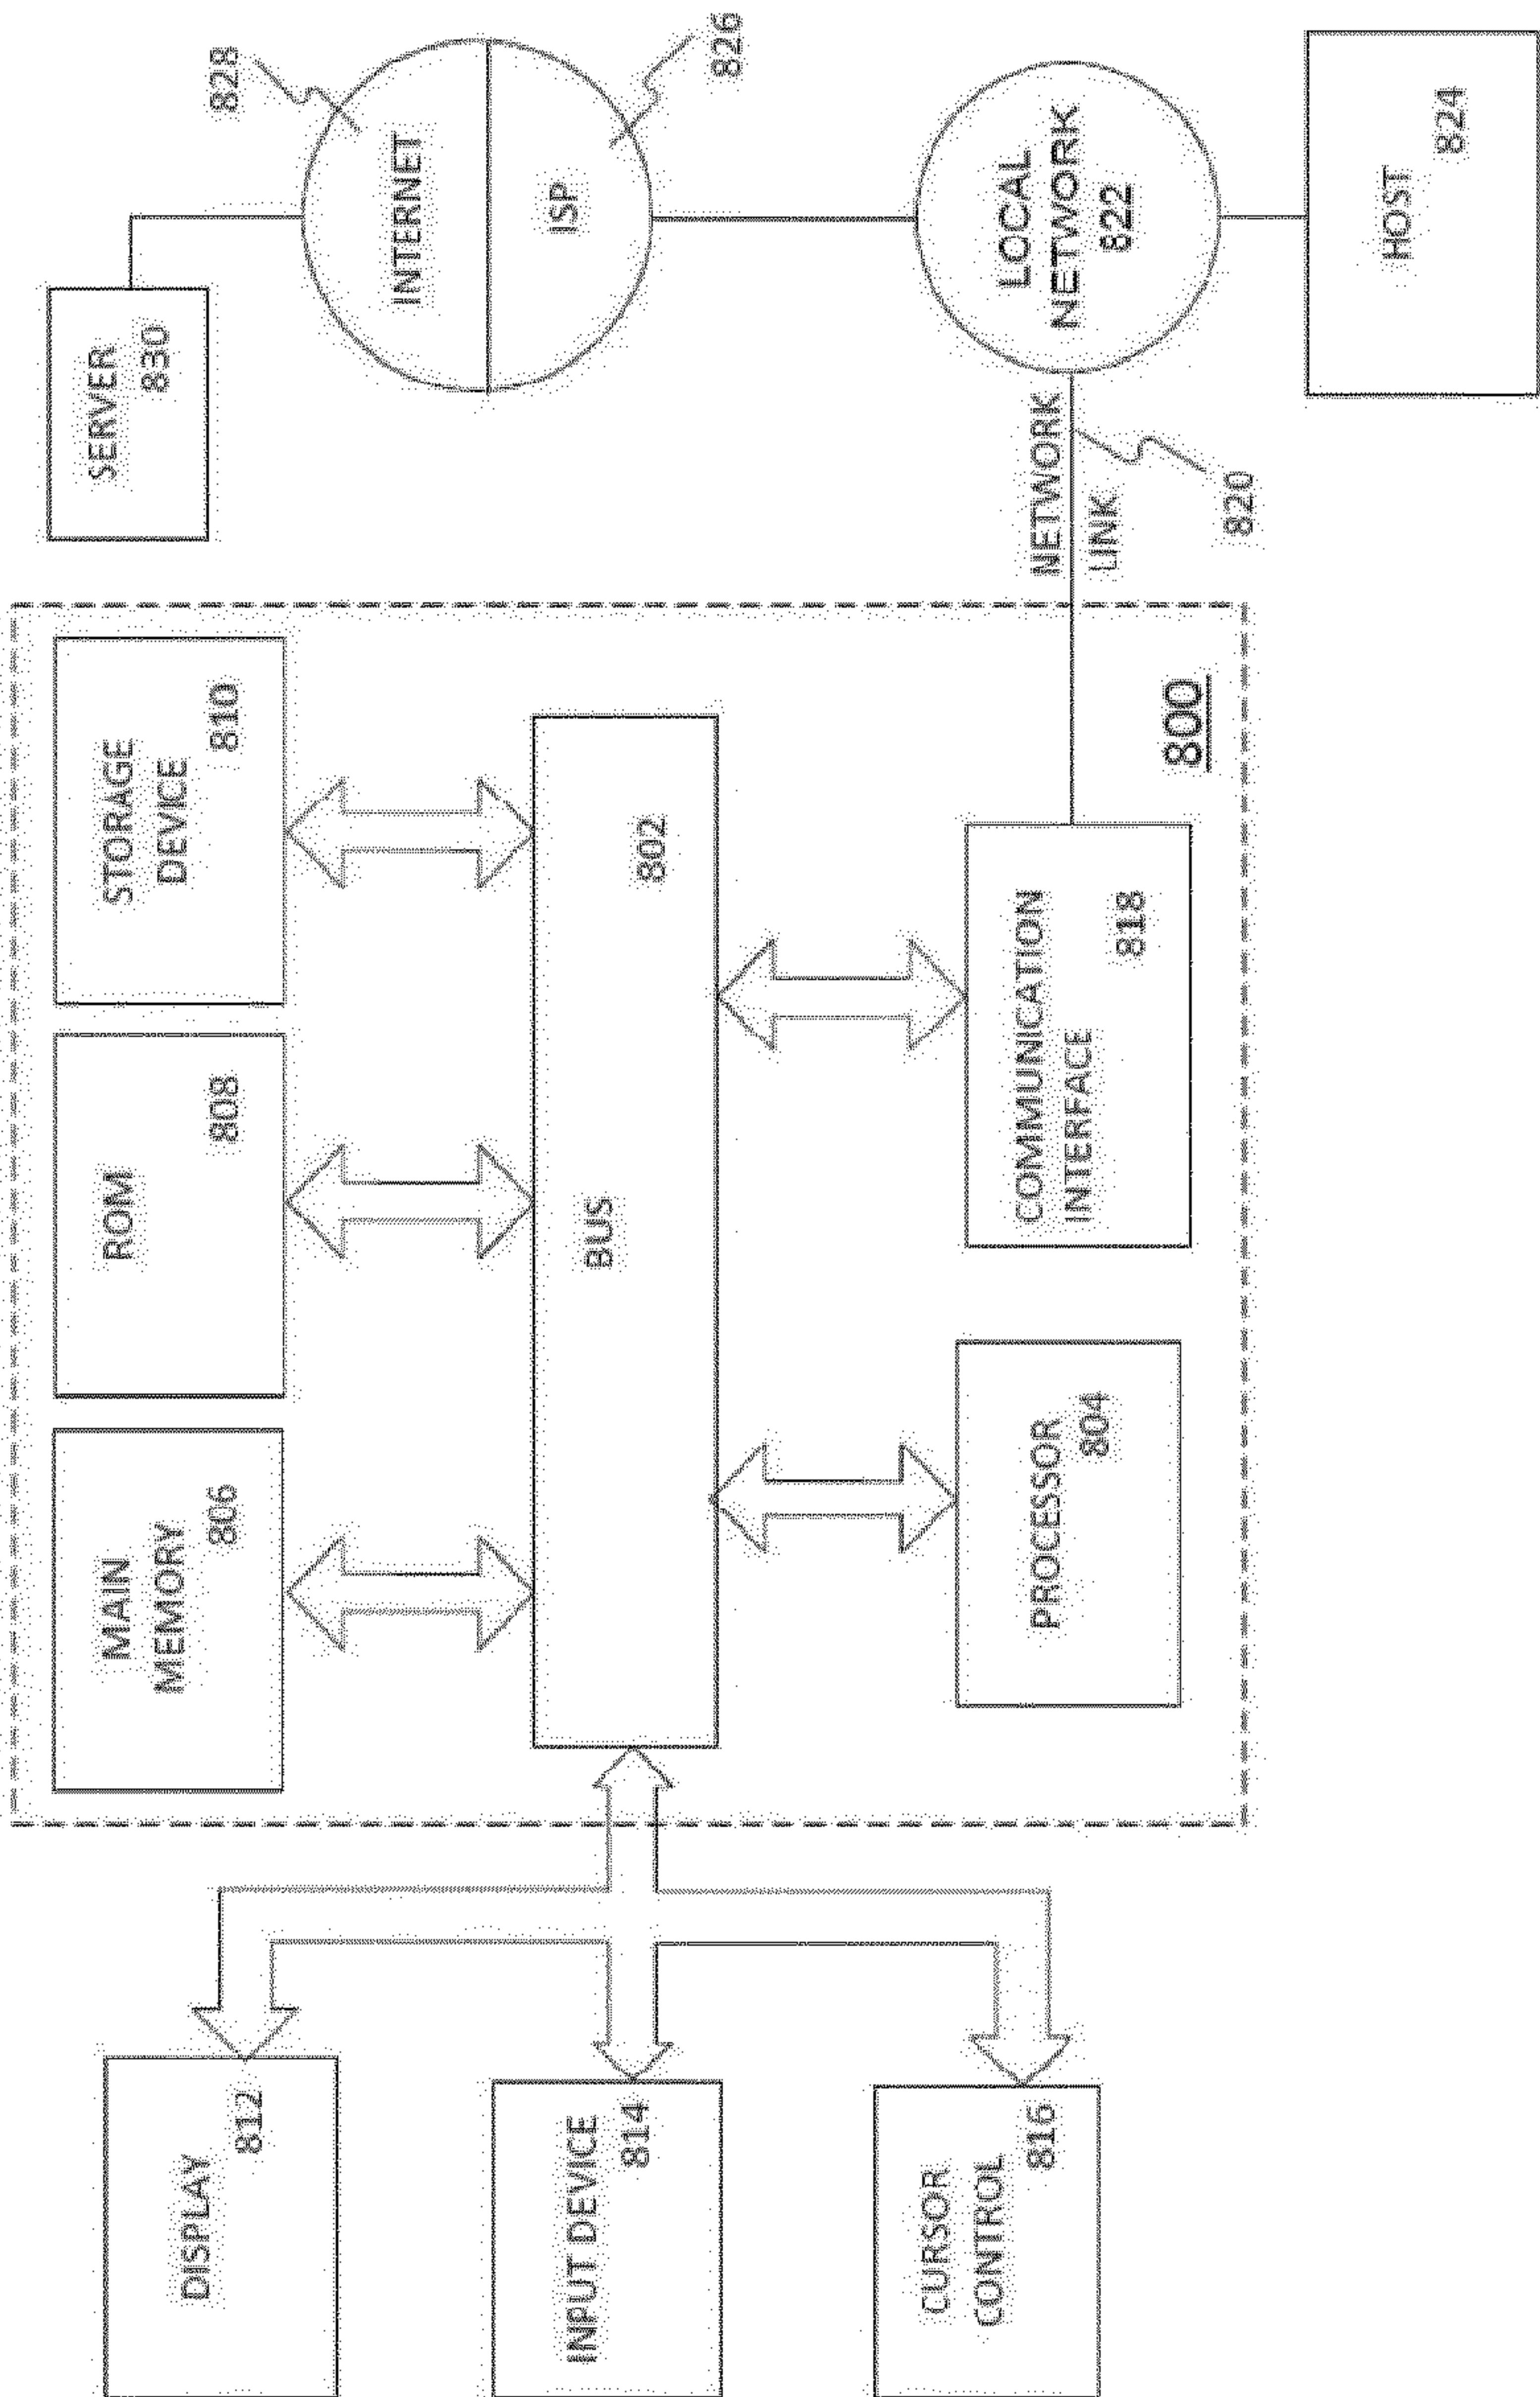 DISPLAY
812
INPUT DEVICE
814
CURSOR
CONTROL
816
MAIN
MEMORY
806
ROM
808
STORAGE
DEVICE
810
BUS
802
PROCESSOR
804
COMMUNICATION
INTERFACE
818
800
SERVER
830
INTERNET
828
ISP
826
NETWORK
LINK
820
LOCAL
NETWORK
822
HOST
824